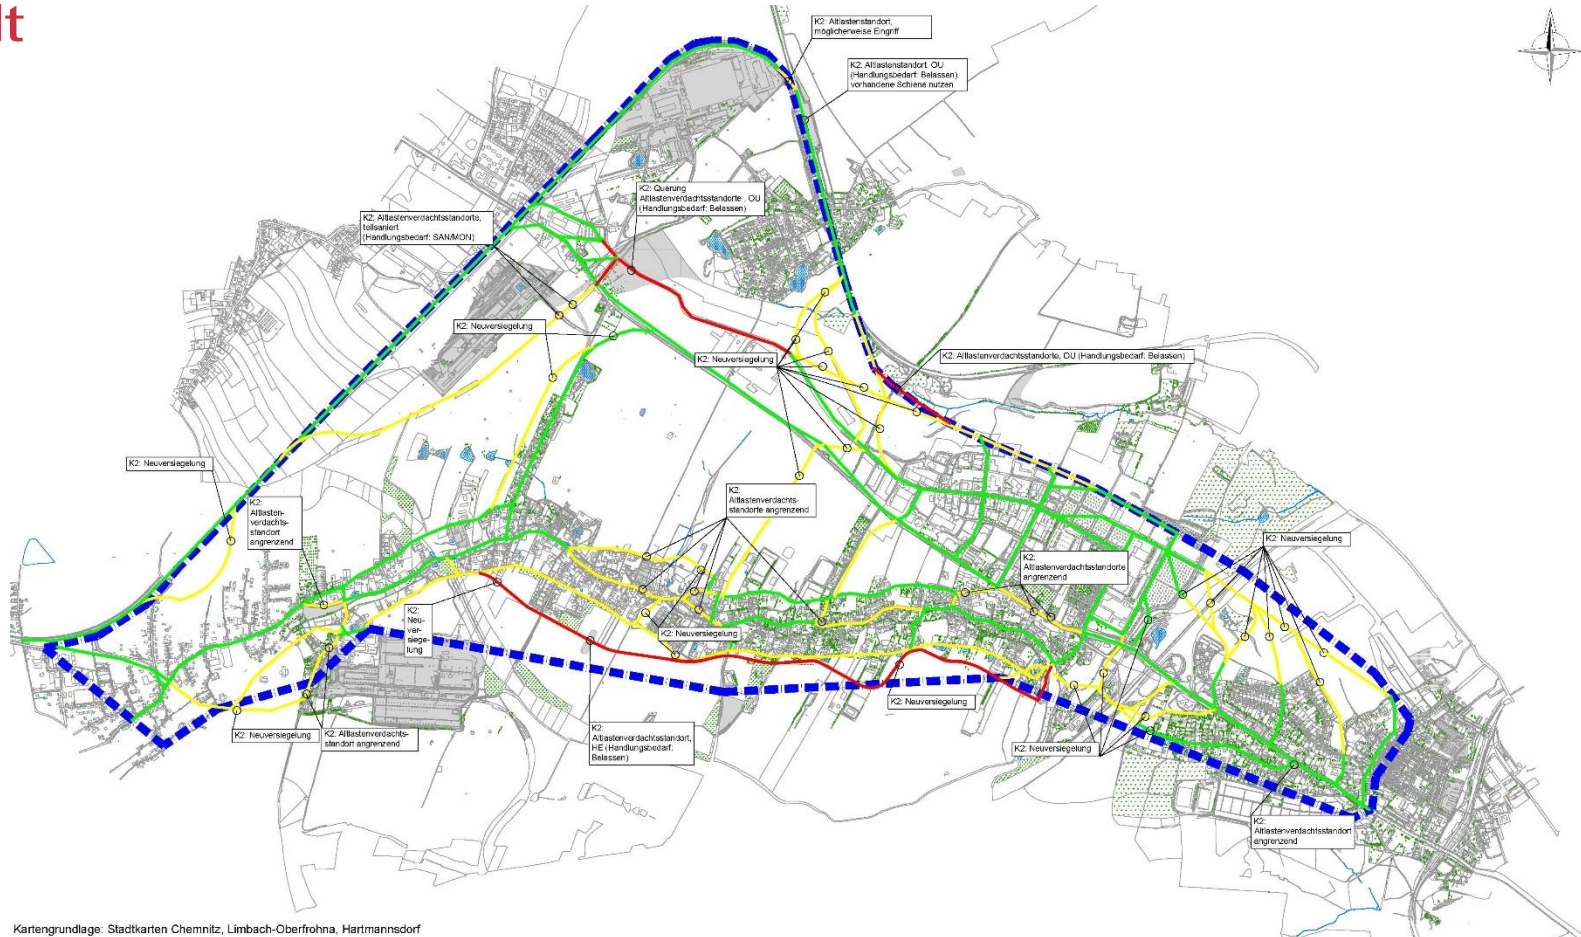 lt
K2: Altlastenstandort,
möglicherweise Eingriff
K2: Altlastenstandort, OU
(Handlungsbedarf: Belassen)
vorhandene Schiene nutzen
K2: Querung
Altlastenverdachtsstandorte , OU
(Handlungsbedarf: Belassen)
K2: Altlastenverdachtsstandorte,
teilsaniert
(Handlungsbedarf: SAN/MON)
K2: Neuversiegelung
K2: Neuversiegelung
K2: Altlastenverdachtsstandorte, OU (Handlungsbedarf: Belassen)
K2: Neuversiegelung
K2:
Altlasten-
verdachts-
standort
angrenzend
K2:
Altlastenverdachts-
standorte angrenzend
K2: Neuversiegelung
K2:
Altlastenverdachtsstandorte
angrenzend
K2:
Neu-
ver-
siege-
lung
K2: Neuversiegelung
K2: Neuversiegelung
K2: Neuversiegelung
K2: Altlastenverdachts-
standort angrenzend
K2:
Altlastenverdachtsstandort,
HE (Handlungsbedarf:
Belassen)
K2: Neuversiegelung
K2:
Altlastenverdachtsstandort
angrenzend
Kartengrundlage: Stadtkarten Chemnitz, Limbach-Oberfrohna, Hartmannsdorf